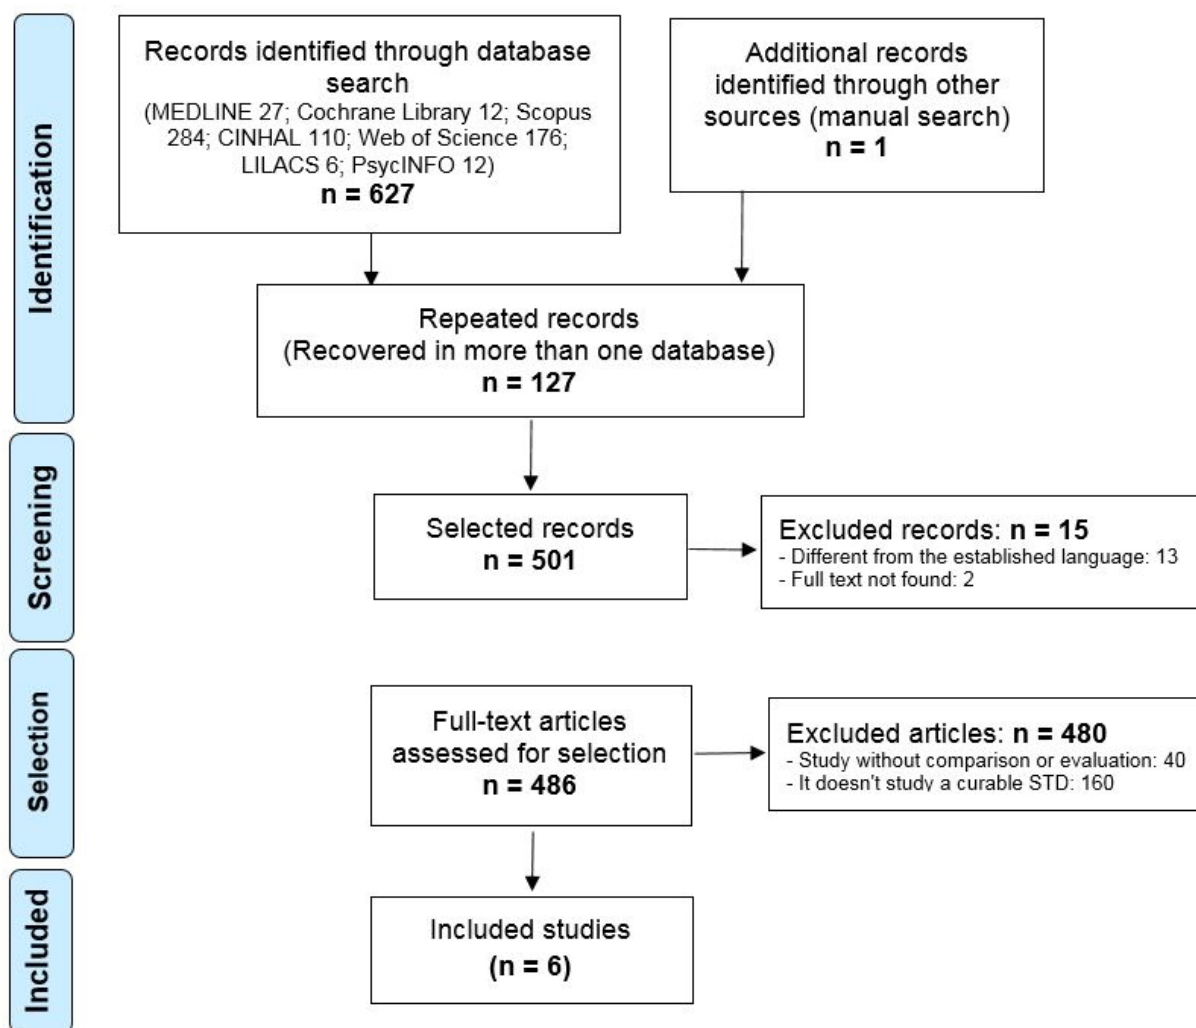 Identification
Records identified through database
search
(MEDLINE 27; Cochrane Library 12; Scopus
284; CINHAL 110; Web of Science 176;
LILACS 6; PsycINFO 12)
n = 627
Additional records
identified through other
sources (manual search)
n = 1
Repeated records
(Recovered in more than one database)
n = 127
Screening
Selected records
n = 501
Excluded records: n = 15
- Different from the established language: 13
- Full text not found: 2
Selection
Full-text articles
assessed for selection
n = 486
Excluded articles: n = 480
- Study without comparison or evaluation: 40
- It doesn't study a curable STD: 160
Included
Included studies
(n = 6)